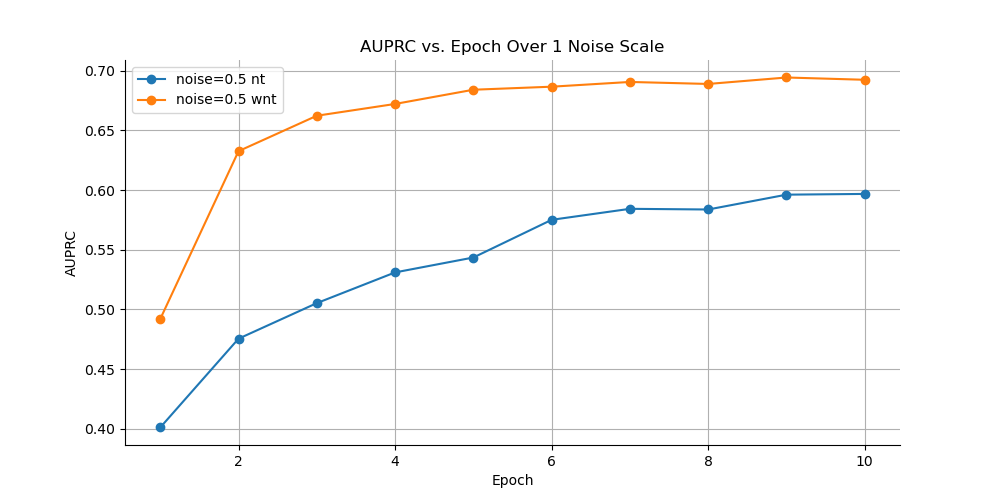 AUPRC vs. Epoch Over 1 Noise Scale
noise=0.5 nt
noise=0.5 wnt
AUPRC
0.70
0.65
0.60
0.55
0.50
0.45
0.40
2 4 6 8 10
Epoch